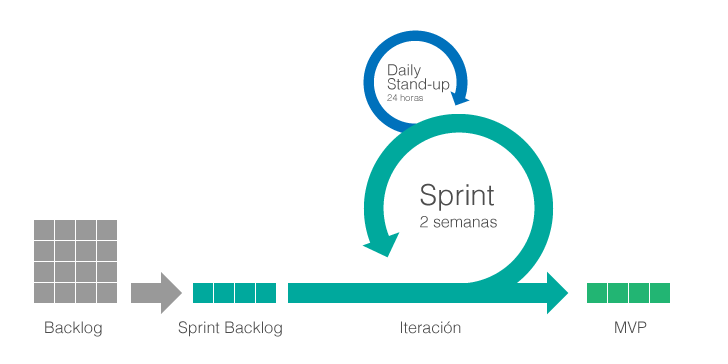 Daily
Stand-up
24 horas
Sprint
2 semanas
Backlog
Sprint Backlog
Iteración
MVP